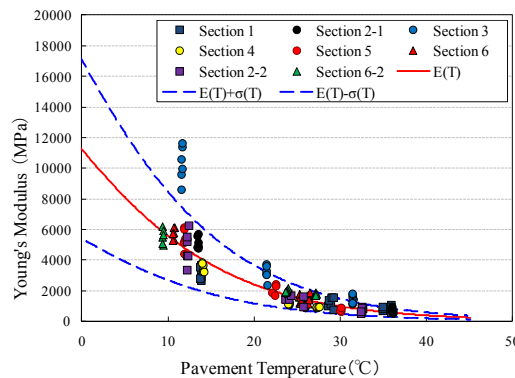 20000
18000
16000
14000
12000
10000
8000
6000
4000
2000
0
Young's Modulus (MPa)
Section 1 Section 2-1 Section 3
Section 4 Section 5 Section 6
Section 2-2 Section 6-2 E(T)
E(T)+σ(T) E(T)-σ(T)
0 10 20 30 40 50
Pavement Temperature(℃)